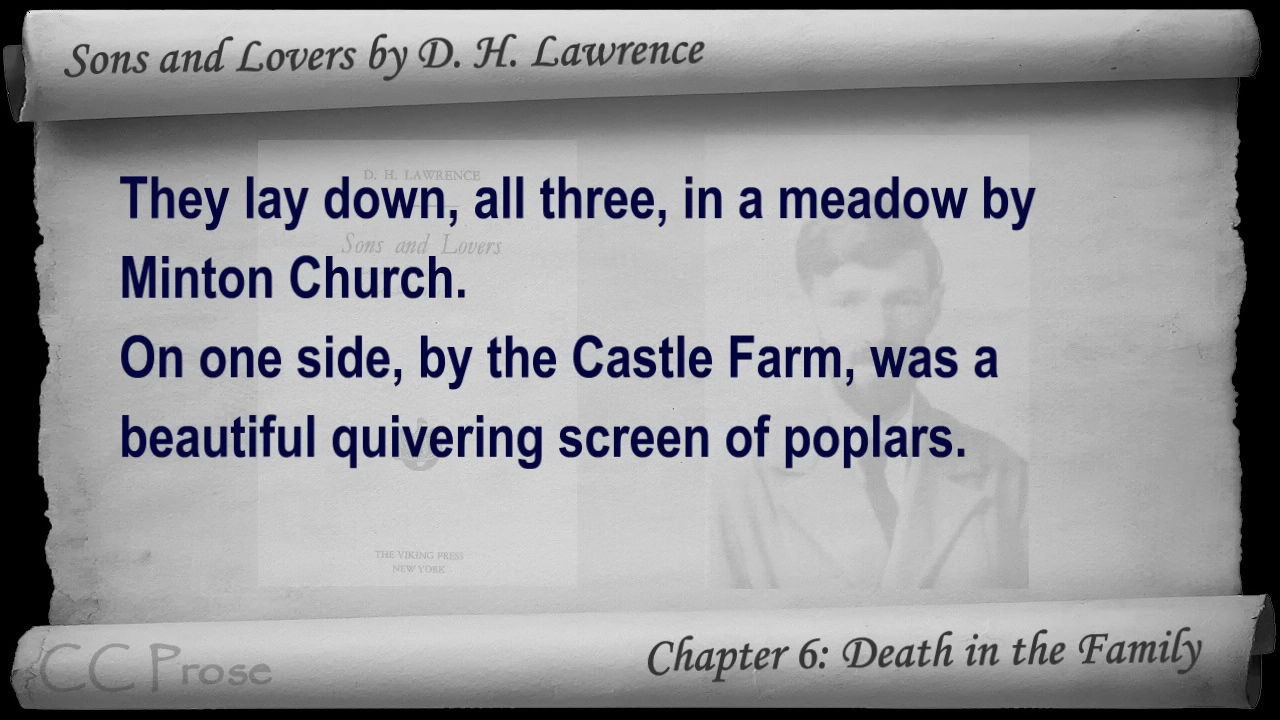 Sons and Lovers by D. H. Lawrence
D. H. LAWRENCE
They lay down, all three, in a meadow by
Sons and Lovers
Minton Church.
On one side, by the Castle Farm, was a
beautiful quivering screen of poplars.
THE VIKING PRESS
NEW YORK
Chapter 6: Death in the Family
CC Prose